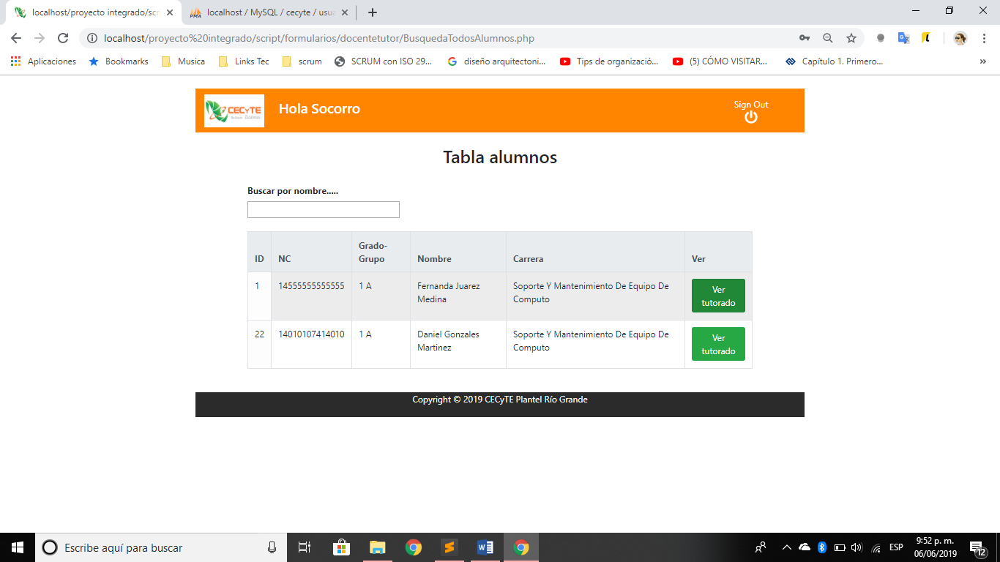 localhost/proyecto integrado/scr
localhost / MySQL / cecyte / usua
localhost/proyecto%20integrado/script/formularios/docentetutor/BusquedaTodosAlumnos.php
Aplicaciones
Bookmarks
Musica
Links Tec
scrum
SCRUM con ISO 29...
diseño arquitectoni...
Tips de organizació...
(5) CÓMO VISITAR...
Capítulo 1. Primero...
»
CECyTE
Hola Socorro
Sign Out
Tabla alumnos
Buscar por nombre.....
ID
NC
Grado-
Grupo
Nombre
Carrera
Ver
1
14555555555555
1 A
Fernanda Juarez
Medina
Soporte Y Mantenimiento De Equipo De
Computo
Ver
tutorado
22
14010107414010
1 A
Daniel Gonzales
Martinez
Soporte Y Mantenimiento De Equipo De
Computo
Ver
tutorado
Copyright © 2019 CECyTE Plantel Río Grande
Escribe aquí para buscar
ESP
9:52 p. m.
06/06/2019
12